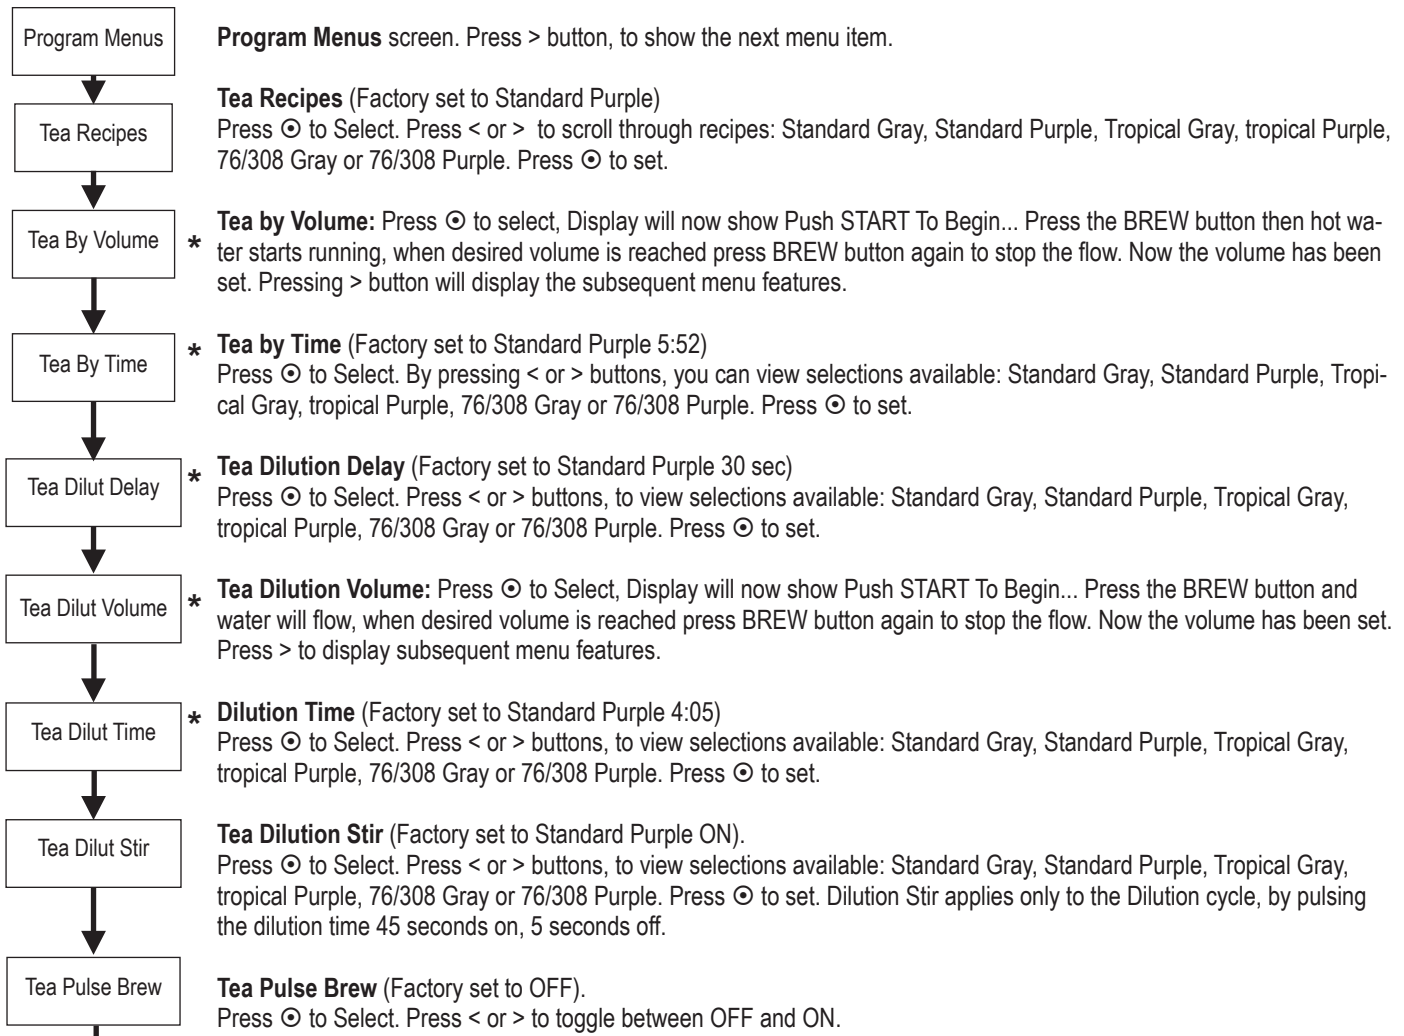 Program Menus
Program Menus screen. Press > button, to show the next menu item.
Tea Recipes
Tea Recipes (Factory set to Standard Purple)
Press ⊙ to Select. Press < or > to scroll through recipes: Standard Gray, Standard Purple, Tropical Gray, tropical Purple,
76/308 Gray or 76/308 Purple. Press ⊙ to set.
Tea By Volume
* Tea by Volume: Press ⊙ to select, Display will now show Push START To Begin... Press the BREW button then hot wa-
ter starts running, when desired volume is reached press BREW button again to stop the flow. Now the volume has been
set. Pressing > button will display the subsequent menu features.
Tea By Time
* Tea by Time (Factory set to Standard Purple 5:52)
Press ⊙ to Select. By pressing < or > buttons, you can view selections available: Standard Gray, Standard Purple, Tropi-
cal Gray, tropical Purple, 76/308 Gray or 76/308 Purple. Press ⊙ to set.
Tea Dilut Delay
* Tea Dilution Delay (Factory set to Standard Purple 30 sec)
Press ⊙ to Select. Press < or > buttons, to view selections available: Standard Gray, Standard Purple, Tropical Gray,
tropical Purple, 76/308 Gray or 76/308 Purple. Press ⊙ to set.
Tea Dilut Volume
* Tea Dilution Volume: Press ⊙ to Select, Display will now show Push START To Begin... Press the BREW button and
water will flow, when desired volume is reached press BREW button again to stop the flow. Now the volume has been set.
Press > to display subsequent menu features.
Tea Dilut Time
* Dilution Time (Factory set to Standard Purple 4:05)
Press ⊙ to Select. Press < or > buttons, to view selections available: Standard Gray, Standard Purple, Tropical Gray,
tropical Purple, 76/308 Gray or 76/308 Purple. Press ⊙ to set.
Tea Dilut Stir
Tea Dilution Stir (Factory set to Standard Purple ON).
Press ⊙ to Select. Press < or > buttons, to view selections available: Standard Gray, Standard Purple, Tropical Gray,
tropical Purple, 76/308 Gray or 76/308 Purple. Press ⊙ to set. Dilution Stir applies only to the Dilution cycle, by pulsing
the dilution time 45 seconds on, 5 seconds off.
Tea Pulse Brew
Tea Pulse Brew (Factory set to OFF).
Press ⊙ to Select. Press < or > to toggle between OFF and ON.